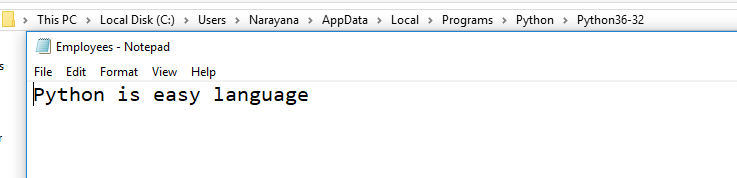 This PC > Local Disk (C:) > Users > Narayana > AppData > Local > Programs > Python > Python36-32
Employees - Notepad
File Edit Format View Help
Python is easy language
s
r